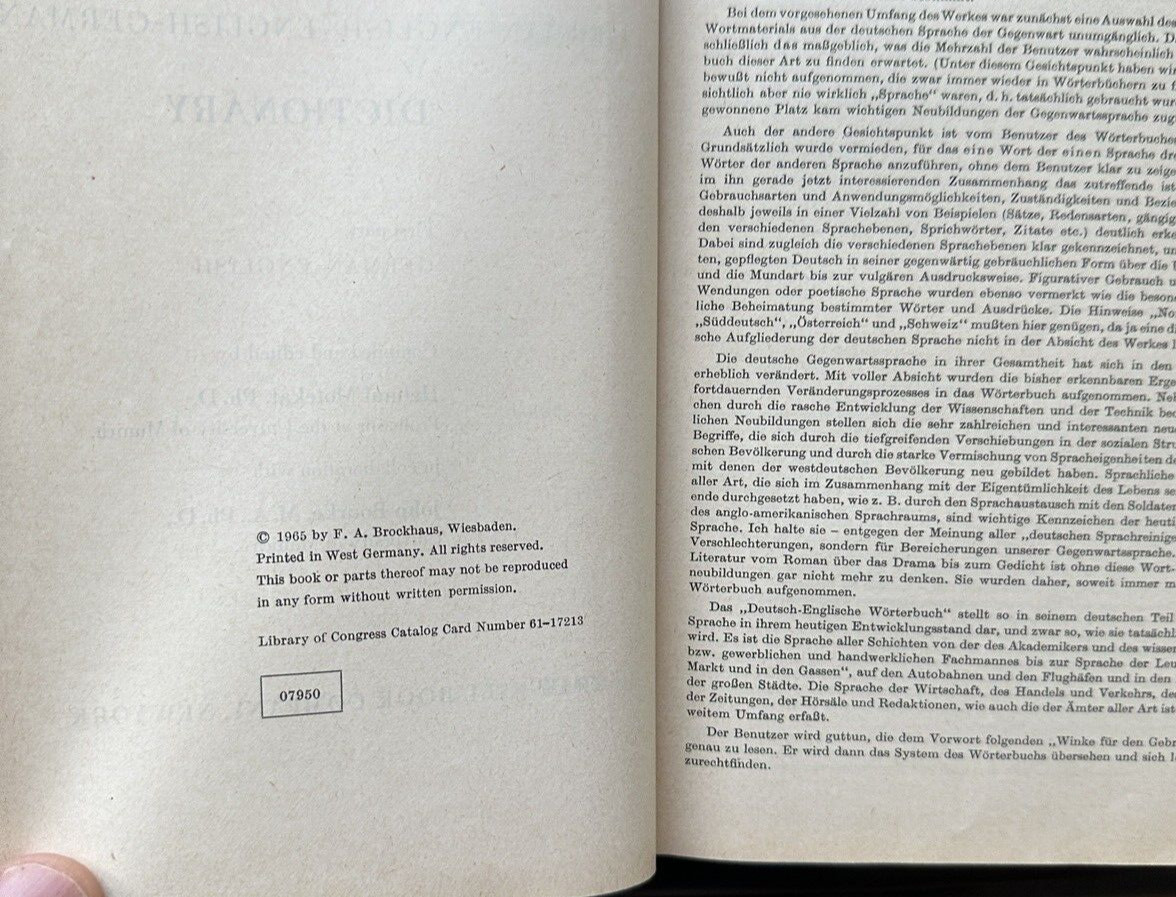 © 1965 by F. A. Brockhaus, Wiesbaden.
Printed in West Germany. All rights reserved.
This book or parts thereof may not be reproduced
in any form without written permission.
Library of Congress Catalog Card Number 61–17213
07950
Bei dem vorgesehenen Umfang des Werkes war zunächst eine Auswahl des
Wortmaterials aus der deutschen Sprache der Gegenwart unumgänglich.
schließlich das maßgeblich, was die Mehrzahl der Benutzer wahrscheinlich
buch dieser Art zu finden erwartet. (Unter diesem Gesichtspunkt haben
bewußt nicht aufgenommen, die zwar immer wieder in Wörterbüchern zu
sichtlich aber nie wirklich „Sprache“ waren, d. h. tatsächlich gebraucht
gewonnene Platz kam wichtigen Neubildungen der Gegenwartssprache
Auch der andere Gesichtspunkt ist vom Benutzer des
Grundsätzlich wurde vermieden, für das eine Wort der einen Sprache
Wörter der anderen Sprache anzuführen, ohne dem Benutzer klar zu
im ihn gerade jetzt interessierenden Zusammenhang das zutreffende ist
Gebrauchsarten und Anwendungsmöglichkeiten, Zuständigkeiten und
deshalb jeweils in einer Vielzahl von Beispielen (Sätze, Redensarten,
den verschiedenen Sprachebenen, Sprichwörter, Zitate etc.) deutlich
Dabei sind zugleich die verschiedenen Sprachebenen klar gekennzeichnet,
ten, gepflegten Deutsch in seiner gegenwärtig gebräuchlichen Form über die
und die Mundart bis zur vulgären Ausdrucksweise. Figurativer Gebrauch
Wendungen oder poetische Sprache wurden ebenso vermerkt wie die
liche Beheimatung bestimmter Wörter und Ausdrücke. Die Hinweise
„Süddeutsch“, „Österreich“ und „Schweiz“ mußten hier genügen, da ja eine
sche Aufgliederung der deutschen Sprache nicht in der Absicht des Werkes
Die deutsche Gegenwartssprache in ihrer Gesamtheit hat sich in den
erheblich verändert. Mit voller Absicht wurden die bisher erkennbaren
fortdauernden Veränderungsprozesses in das Wörterbuch aufgenommen.
chen durch die rasche Entwicklung der Wissenschaften und der Technik
lichen Neubildungen stellen sich die sehr zahlreichen und interessanten
Begriffe, die sich durch die tiefgreifenden Verschiebungen in der sozialen
schen Bevölkerung und durch die starke Vermischung von Spracheigenheiten
mit denen der westdeutschen Bevölkerung neu gebildet haben. Sprachliche
aller Art, die sich im Zusammenhang mit der Eigentümlichkeit des Lebens
ende durchgesetzt haben, wie z. B. durch den Sprachaustausch mit den
des anglo-amerikanischen Sprachraums, sind wichtige Kennzeichen der
Sprache. Ich halte sie – entgegen der Meinung aller
Verschlechterungen, sondern für Bereicherungen unserer Gegenwartssprache.
Literatur vom Roman über das Drama bis zum Gedicht ist ohne diese Wort-
neubildungen gar nicht mehr zu denken. Sie wurden daher, soweit immer
Wörterbuch aufgenommen.
Das „Deutsch-Englische Wörterbuch“ stellt so in seinem deutschen Teil
Sprache in ihrem heutigen Entwicklungsstand dar, und zwar so, wie sie
wird. Es ist die Sprache aller Schichten von der des Akademikers und des
bzw. gewerblichen und handwerklichen Fachmannes bis zur Sprache der
Markt und in den Gassen“, auf den Autobahnen und den Flughäfen und in den
der großen Städte. Die Sprache der Wirtschaft, des Handels und Verkehrs,
der Zeitungen, der Hörsäle und Redaktionen, wie auch die der Ämter aller Art ist
weitem Umfang erfaßt.
Der Benutzer wird guttun, die dem Vorwort folgenden „Winke für den
genau zu lesen. Er wird dann das System des Wörterbuchs übersehen und sich
zurechtfinden.